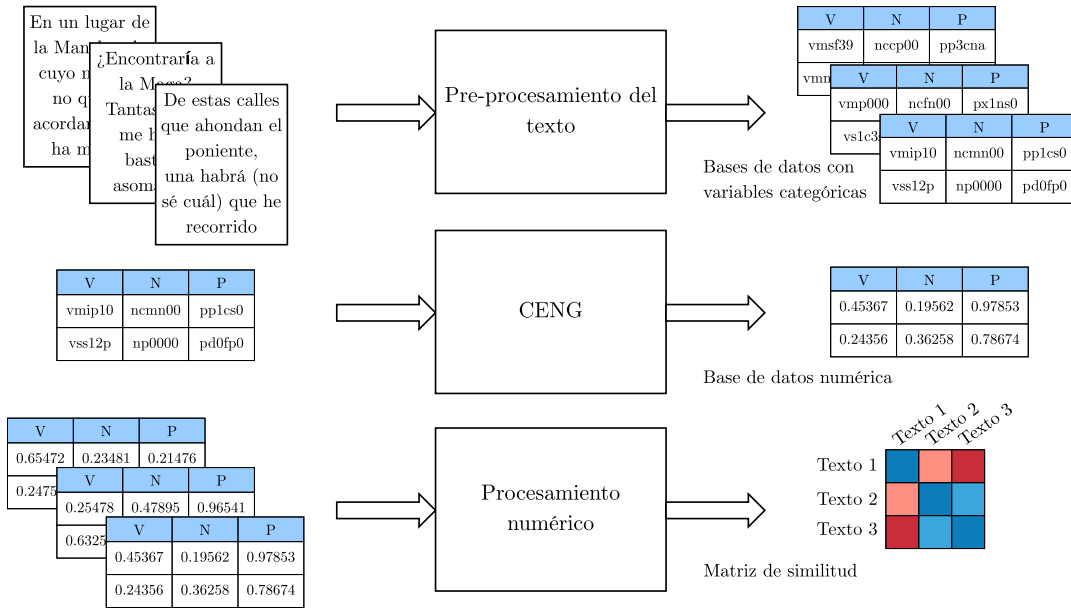 En un lugar de
la Man
cuyo
no
acordar
ha
¿Encontraría a
la Maga?
Tantas
me
bast
asoma
De estas calles
que ahondan el
poniente,
una habrá (no
sé cuál) que he
recorrido
Pre-procesamiento del
texto
V N P
vmsf39 nccp00 pp3cna
V N P
vmp000 ncfn00 px1ns0
vs1c3
V N P
vmip10 ncmn00 pp1cs0
vss12p np0000 pd0fp0
Bases de datos con
variables categóricas
V N P
vmip10 ncmn00 pp1cs0
vss12p np0000 pd0fp0
CENG
V N P
0.45367 0.19562 0.97853
0.24356 0.36258 0.78674
Base de datos numérica
V N P
0.65472 0.23481 0.21476
0.2475
V N P
0.25478 0.47895 0.96541
0.6325
V N P
0.45367 0.19562 0.97853
0.24356 0.36258 0.78674
Procesamiento
numérico
Texto 1 Texto 2 Texto 3
Texto 1
Texto 2
Texto 3
Matriz de similitud